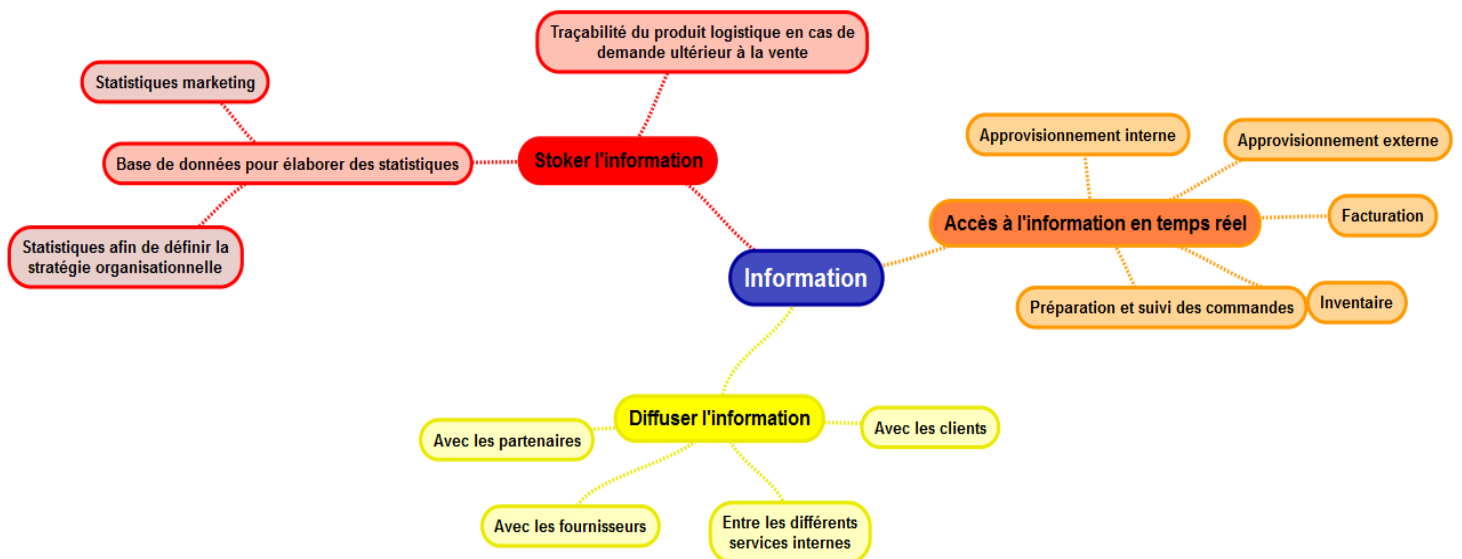 Traçabilité du produit logistique en cas de
demande ultérieur à la vente
Statistiques marketing
Base de données pour élaborer des statistiques
Stoker l'information
Statistiques afin de définir la
stratégie organisationnelle
Information
Approvisionnement interne
Approvisionnement externe
Accès à l'information en temps réel
Facturation
Préparation et suivi des commandes
Inventaire
Diffuser l'information
Avec les partenaires
Avec les clients
Avec les fournisseurs
Entre les différents
services internes